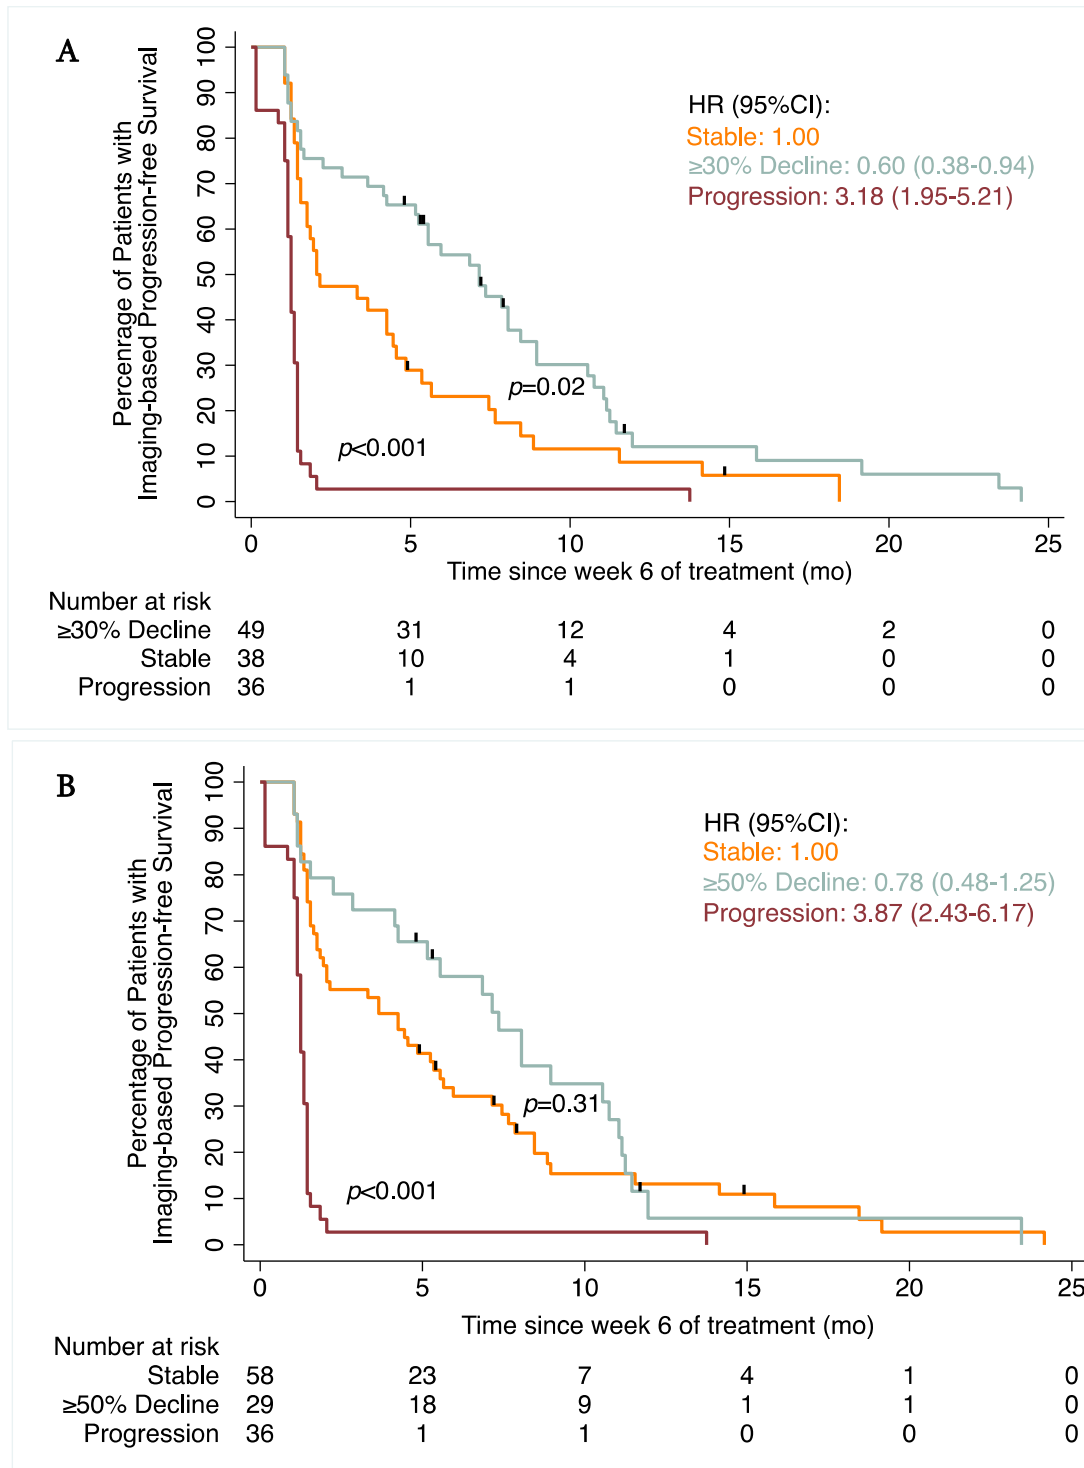 A
Percenrage of Patients with
Imaging-based Progression-free Survival
100
90
80
70
60
50
40
30
20
10
0
HR (95%CI):
Stable: 1.00
≥30% Decline: 0.60 (0.38-0.94)
Progression: 3.18 (1.95-5.21)
p=0.02
p<0.001
0 5 10 15 20 25
Time since week 6 of treatment (mo)
Number at risk
≥30% Decline 49 31 12 4 2 0
Stable 38 10 4 1 0 0
Progression 36 1 1 0 0 0
B
Percentage of Patients with
Imaging-based Progression-free Survival
100
90
80
70
60
50
40
30
20
10
0
HR (95%CI):
Stable: 1.00
≥50% Decline: 0.78 (0.48-1.25)
Progression: 3.87 (2.43-6.17)
p=0.31
p<0.001
0 5 10 15 20 25
Time since week 6 of treatment (mo)
Number at risk
Stable 58 23 7 4 1 0
≥50% Decline 29 18 9 1 1 0
Progression 36 1 1 0 0 0